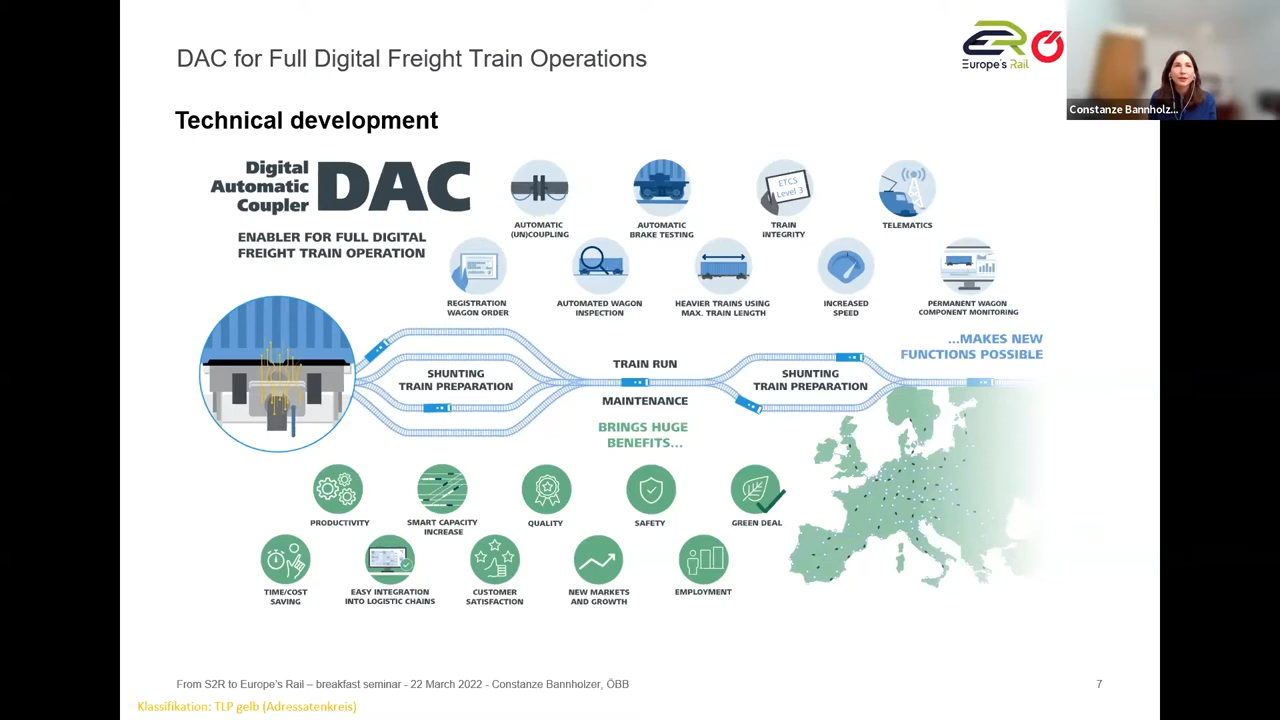 DAC for Full Digital Freight Train Operations
Europe's Rail
Constanze Bannholz...
Technical development
Digital
Automatic
Coupler
DAC
ENABLER FOR FULL DIGITAL
FREIGHT TRAIN OPERATION
AUTOMATIC
(UN)COUPLING
AUTOMATIC
BRAKE TESTING
ETCS
Level 3
TRAIN
INTEGRITY
TELEMATICS
REGISTRATION
WAGON ORDER
AUTOMATED WAGON
INSPECTION
HEAVIER TRAINS USING
MAX. TRAIN LENGTH
INCREASED
SPEED
PERMANENT WAGON
COMPONENT MONITORING
...MAKES NEW
FUNCTIONS POSSIBLE
SHUNTING
TRAIN PREPARATION
TRAIN RUN
MAINTENANCE
SHUNTING
TRAIN PREPARATION
BRINGS HUGE
BENEFITS...
PRODUCTIVITY
SMART CAPACITY
INCREASE
QUALITY
SAFETY
GREEN DEAL
TIME/COST
SAVING
EASY INTEGRATION
INTO LOGISTIC CHAINS
CUSTOMER
SATISFACTION
NEW MARKETS
AND GROWTH
EMPLOYMENT
From S2R to Europe's Rail – breakfast seminar - 22 March 2022 - Constanze Bannholzer, ÖBB
7
Klassifikation: TLP gelb (Adressatenkreis)